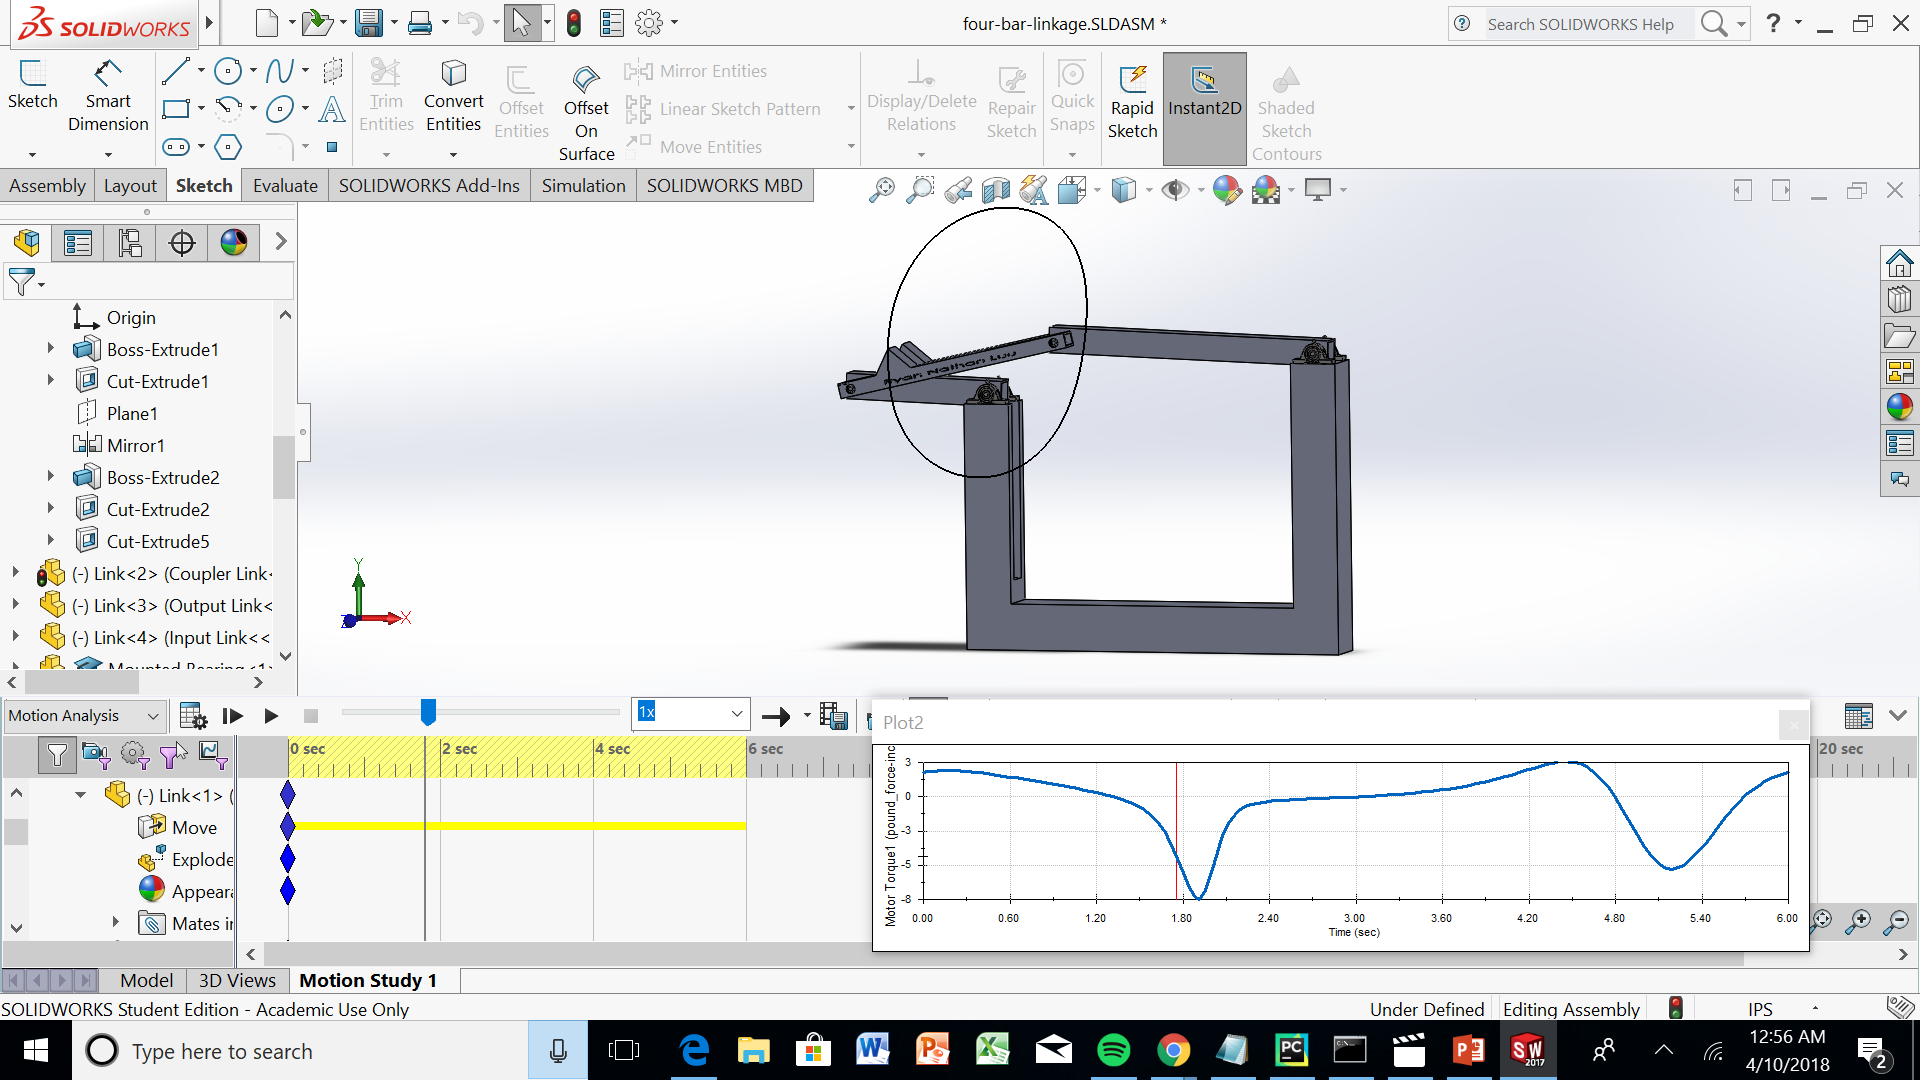 SOLIDWORKS
four-bar-linkage.SLDASM *
Search SOLIDWORKS Help
?
Sketch
Smart Dimension
Trim Entities
Convert Entities
Offset Entities
Offset On Surface
Mirror Entities
Linear Sketch Pattern
Move Entities
Display/Delete Relations
Repair Sketch
Quick Snaps
Rapid Sketch
Instant2D
Shaded Sketch Contours
Assembly
Layout
Sketch
Evaluate
SOLIDWORKS Add-Ins
Simulation
SOLIDWORKS MBD
Origin
Boss-Extrude1
Cut-Extrude1
Plane1
Mirror1
Boss-Extrude2
Cut-Extrude2
Cut-Extrude5
(-) Link<2> (Coupler Link<
(-) Link<3> (Output Link<
(-) Link<4> (Input Link<<
Mounted Bearing <1>
Ryan Nathan Luu
Y
X
Motion Analysis
1x
0 sec
2 sec
4 sec
6 sec
20 sec
(-) Link<1> (
Move
Explode
Appear
Mates i
Plot2
Motor Torque1 (pound_force-inc
3
0
-3
-5
-8
0.00
0.60
1.20
1.80
2.40
3.00
3.60
4.20
4.80
5.40
6.00
Time (sec)
Model
3D Views
Motion Study 1
SOLIDWORKS Student Edition - Academic Use Only
Under Defined
Editing Assembly
IPS
Type here to search
PC
SW
2017
12:56 AM
4/10/2018
2